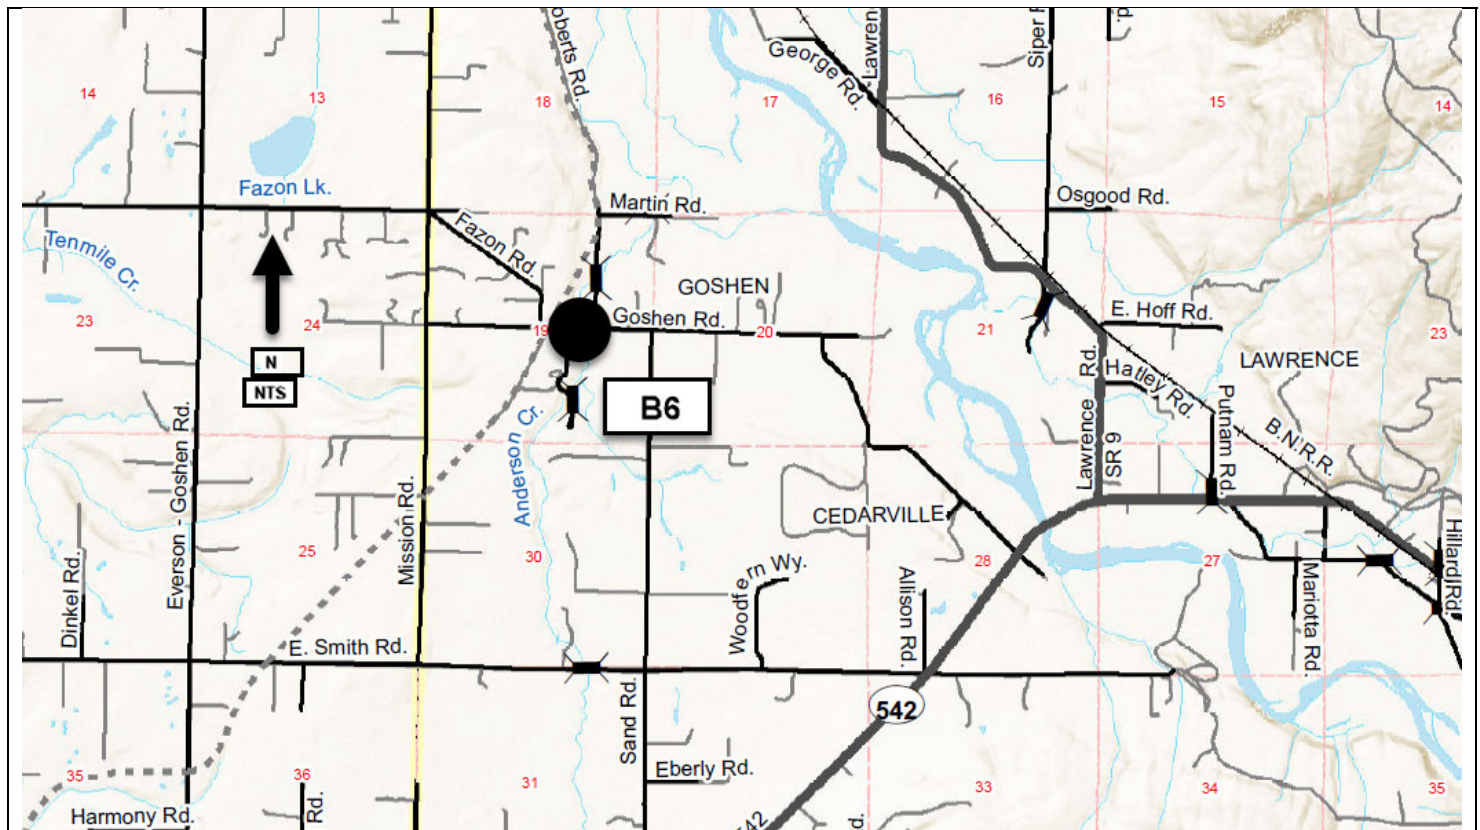 oberts Rd.
Lawren
Siper R
George Rd.
14
13
18
17
16
15
14
Fazon Lk.
Martin Rd.
Osgood Rd.
Tenmile Cr.
Fazon Rd.
GOSHEN
23
24
19
Goshen Rd.
20
21
E. Hoff Rd.
23
LAWRENCE
N
NTS
B6
Hatley Rd.
Putnam Rd.
B.N.R.R.
Lawrence Rd.
SR 9
Everson - Goshen Rd.
Anderson Cr.
Mission Rd.
CEDARVILLE
25
30
28
27
Hillard Rd.
Dinkel Rd.
Woodfern Wy.
Allison Rd.
Mariotta Rd.
E. Smith Rd.
Sand Rd.
542
Eberly Rd.
35
36
31
33
34
35
Harmony Rd.
Rd.
542
d.